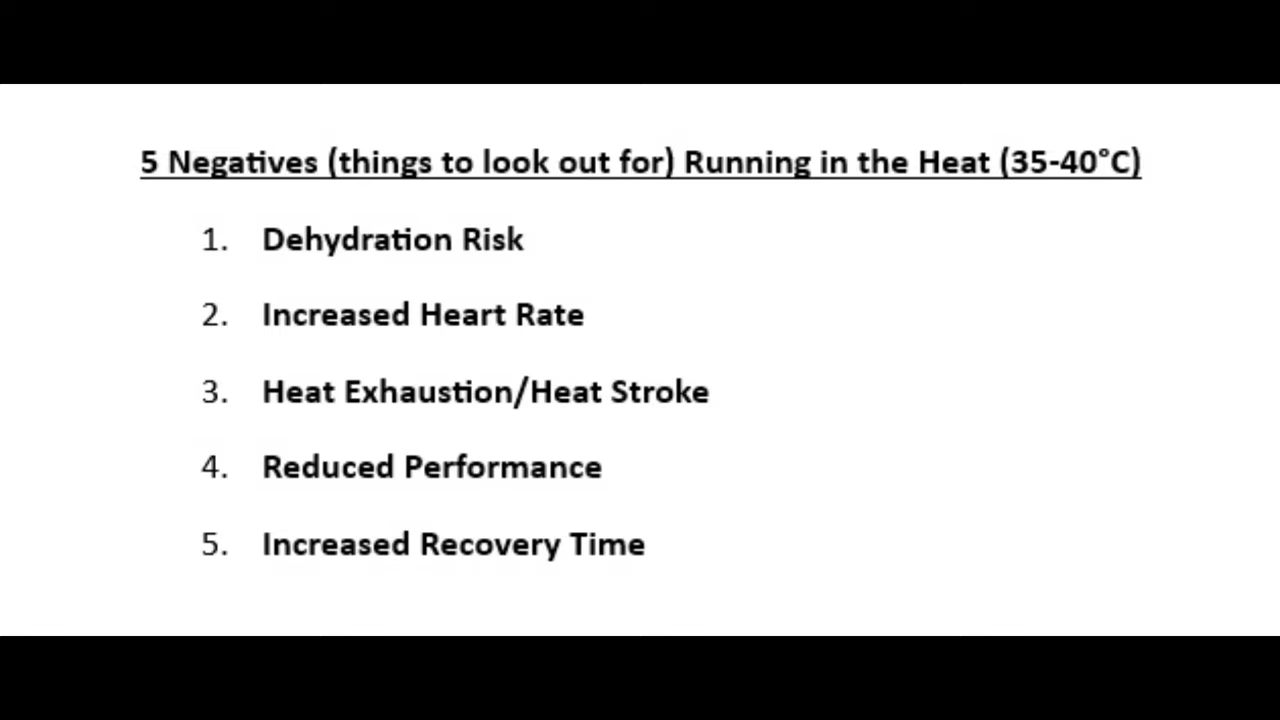 5 Negatives (things to look out for) Running in the Heat (35-40°C)
1. Dehydration Risk
2. Increased Heart Rate
3. Heat Exhaustion/Heat Stroke
4. Reduced Performance
5. Increased Recovery Time